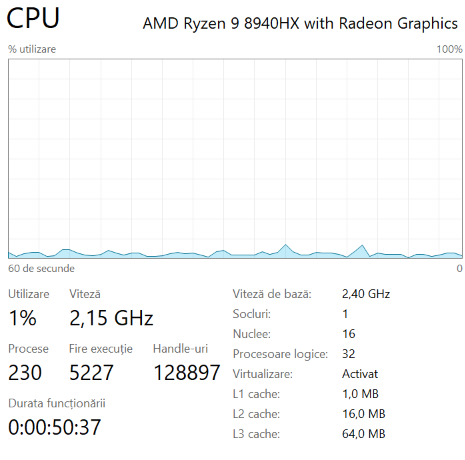 CPU
AMD Ryzen 9 8940HX with Radeon Graphics
% utilizare 100%
60 de secunde 0
Utilizare Viteză
1% 2,15 GHz
Procese Fire execuție Handle-uri
230 5227 128897
Durata funcționării
0:00:50:37
Viteză de bază: 2,40 GHz
Socluri: 1
Nuclee: 16
Procesoare logice: 32
Virtualizare: Activat
L1 cache: 1,0 MB
L2 cache: 16,0 MB
L3 cache: 64,0 MB